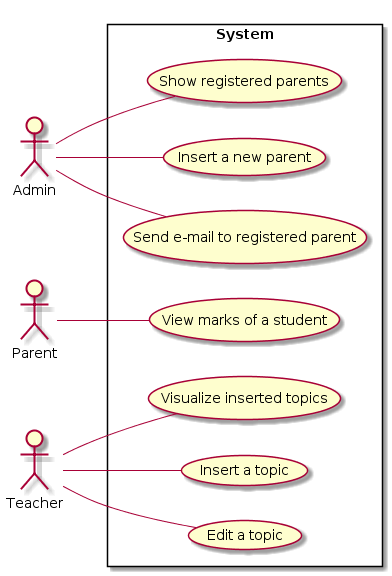 System
Show registered parents
Admin
Insert a new parent
Send e-mail to registered parent
Parent
View marks of a student
Visualize inserted topics
Teacher
Insert a topic
Edit a topic